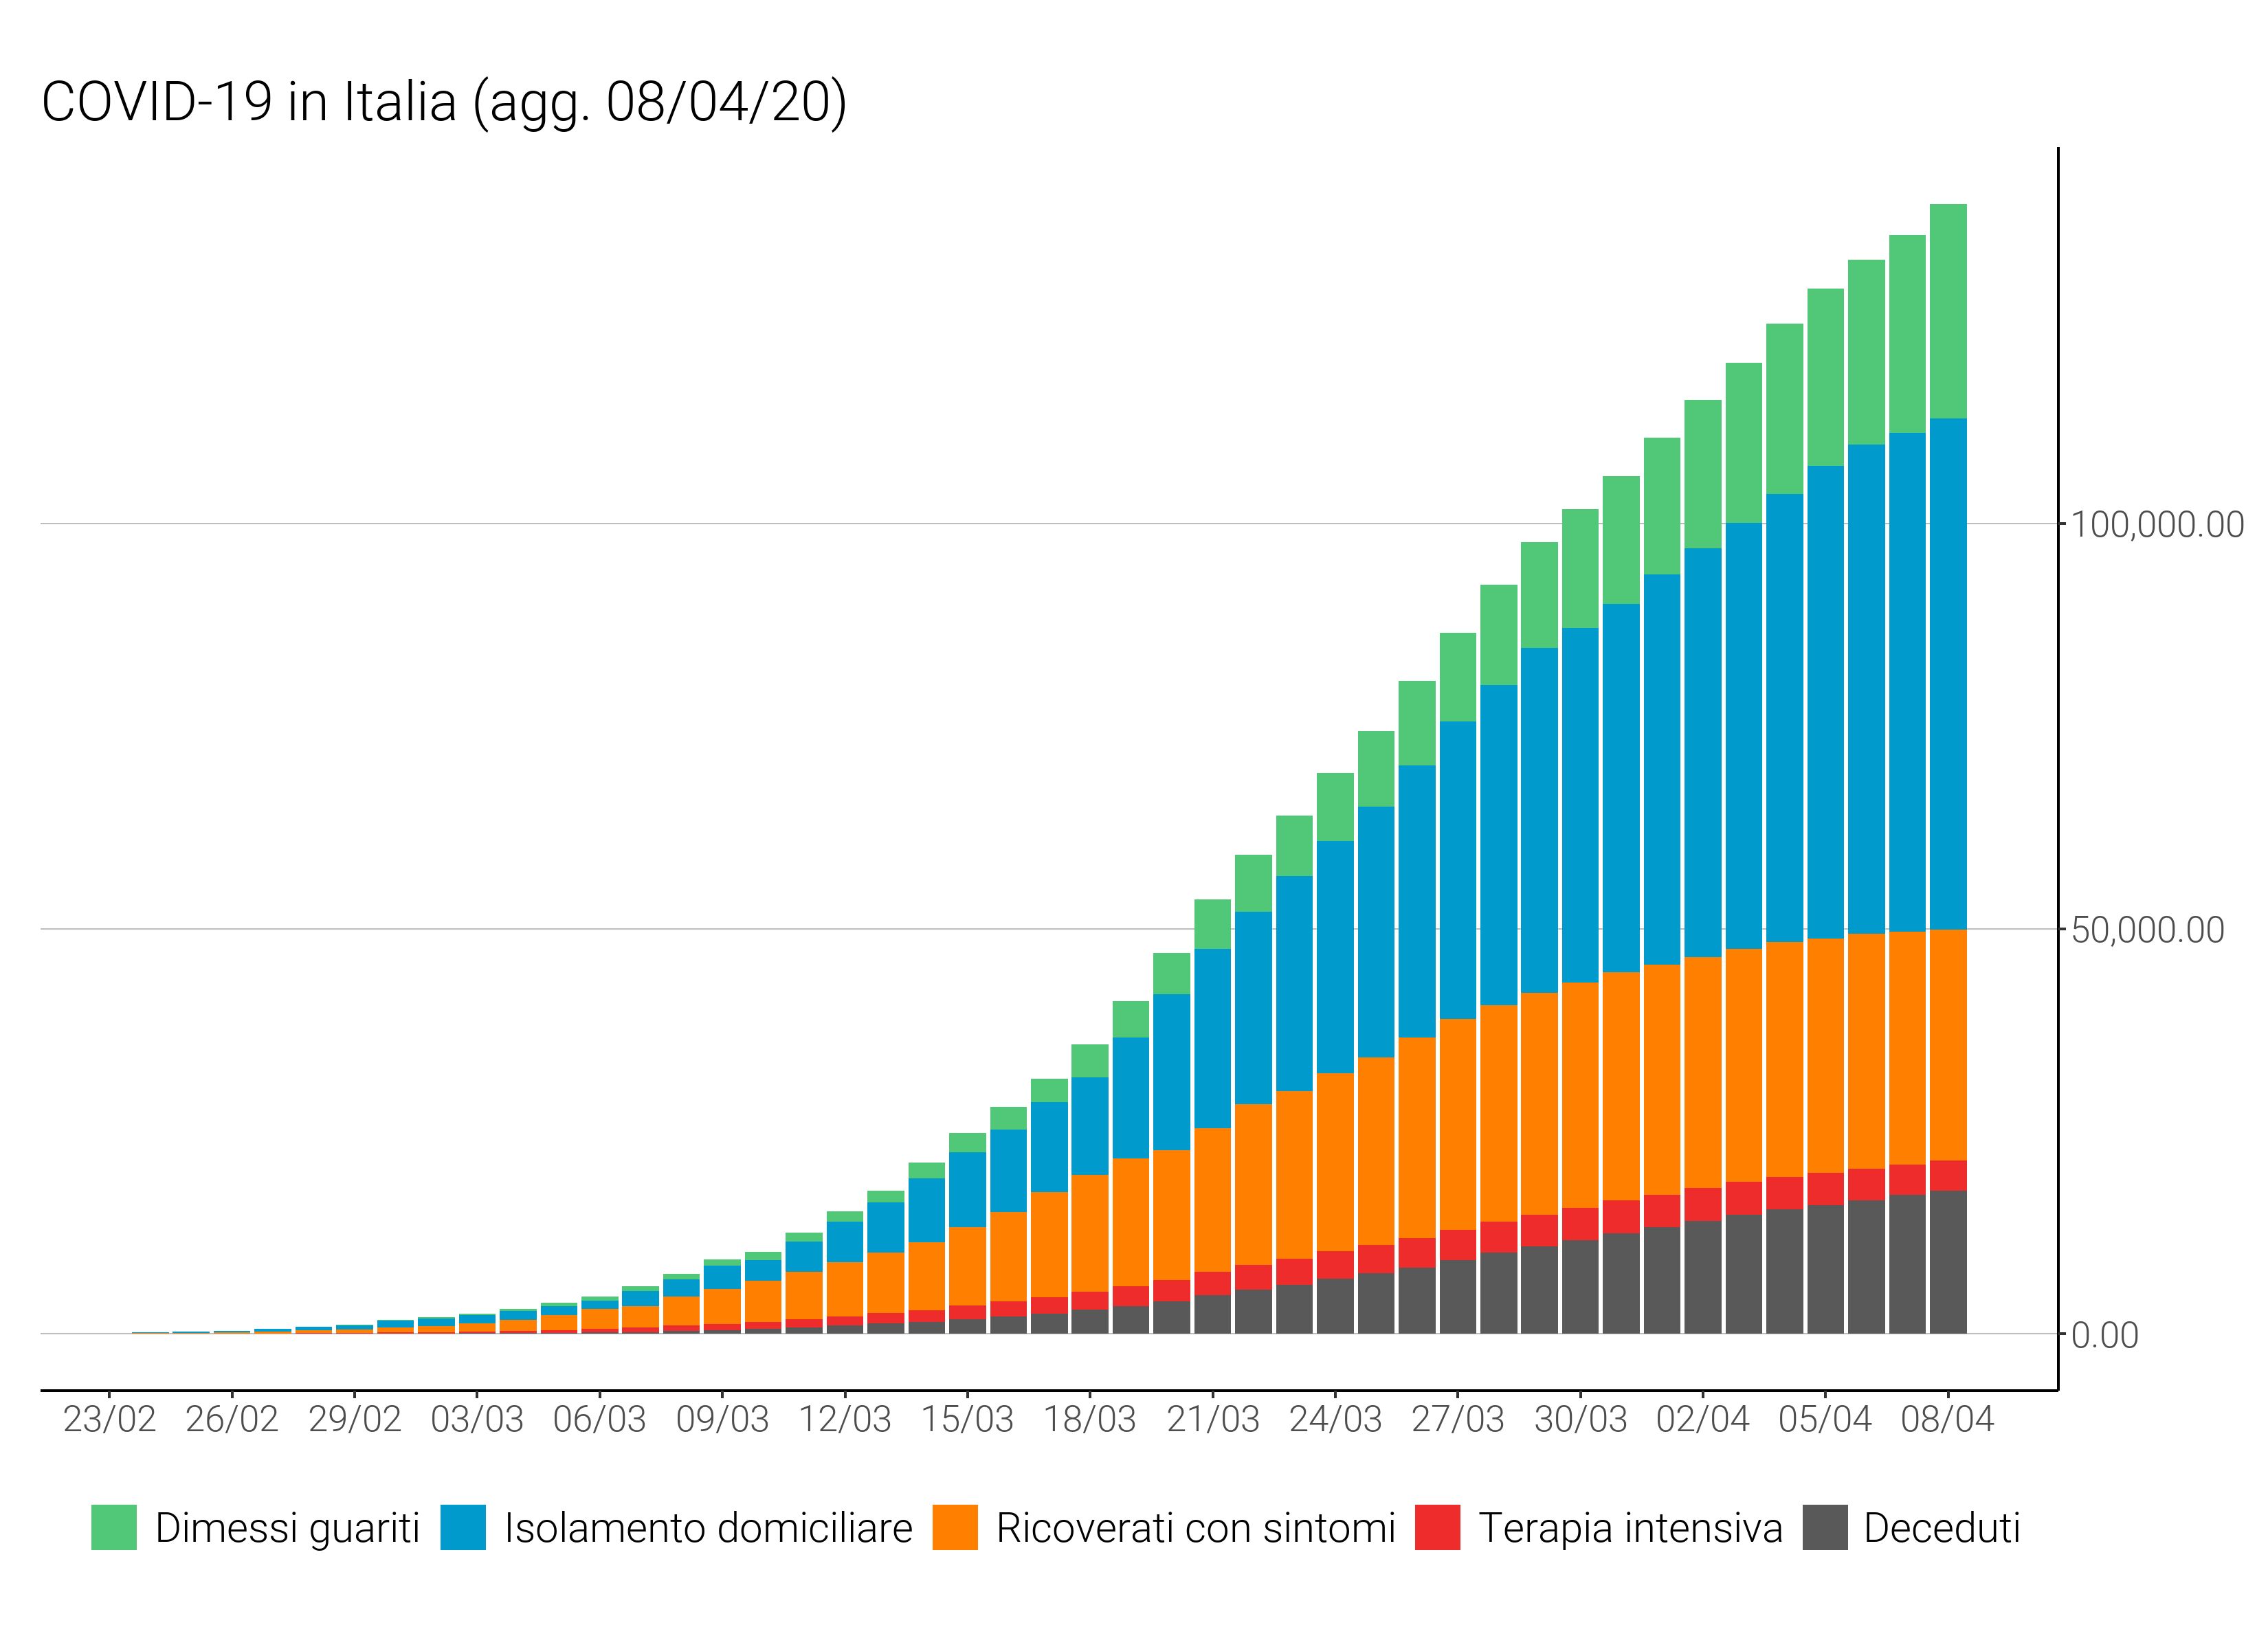 COVID-19 in Italia (agg. 08/04/20)
100,000.00
50,000.00
0.00
23/02 26/02 29/02 03/03 06/03 09/03 12/03 15/03 18/03 21/03 24/03 27/03 30/03 02/04 05/04 08/04
Dimessi guariti Isolamento domiciliare Ricoverati con sintomi Terapia intensiva Deceduti